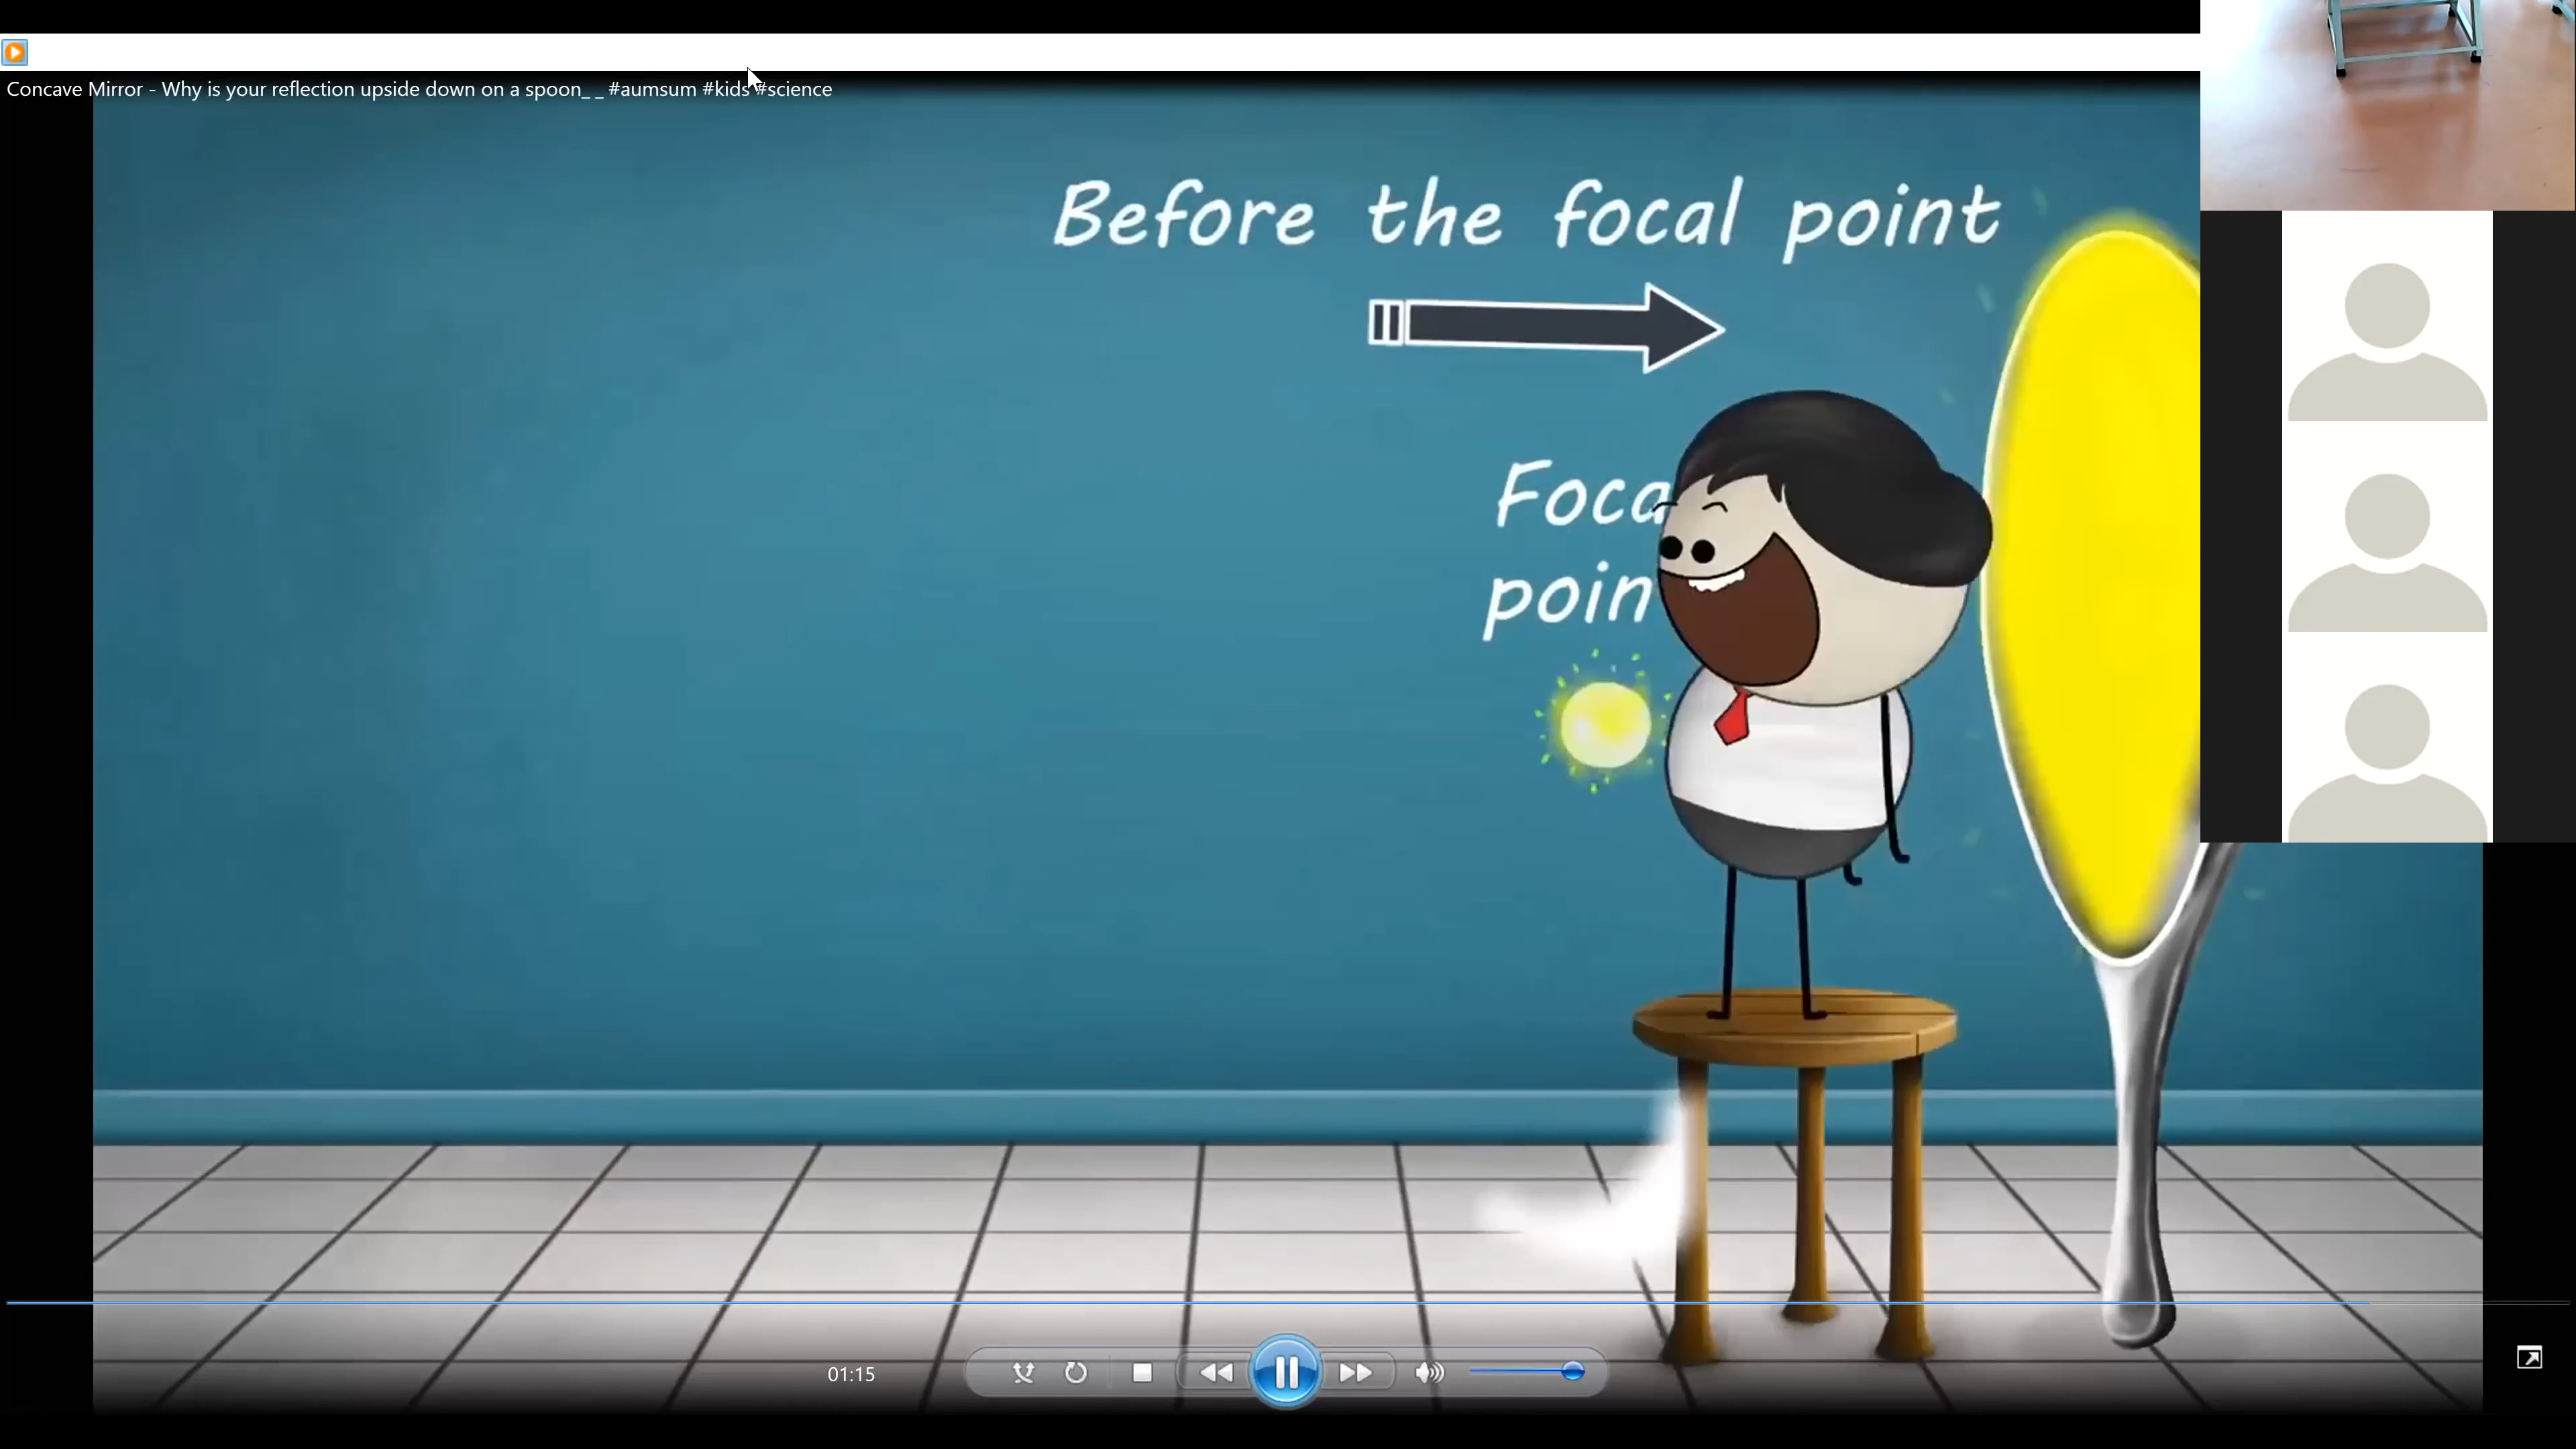 Concave Mirror - Why is your reflection upside down on a spoon_ _ #aumsum #kids #science
Before the focal point
Foca
poin
01:15